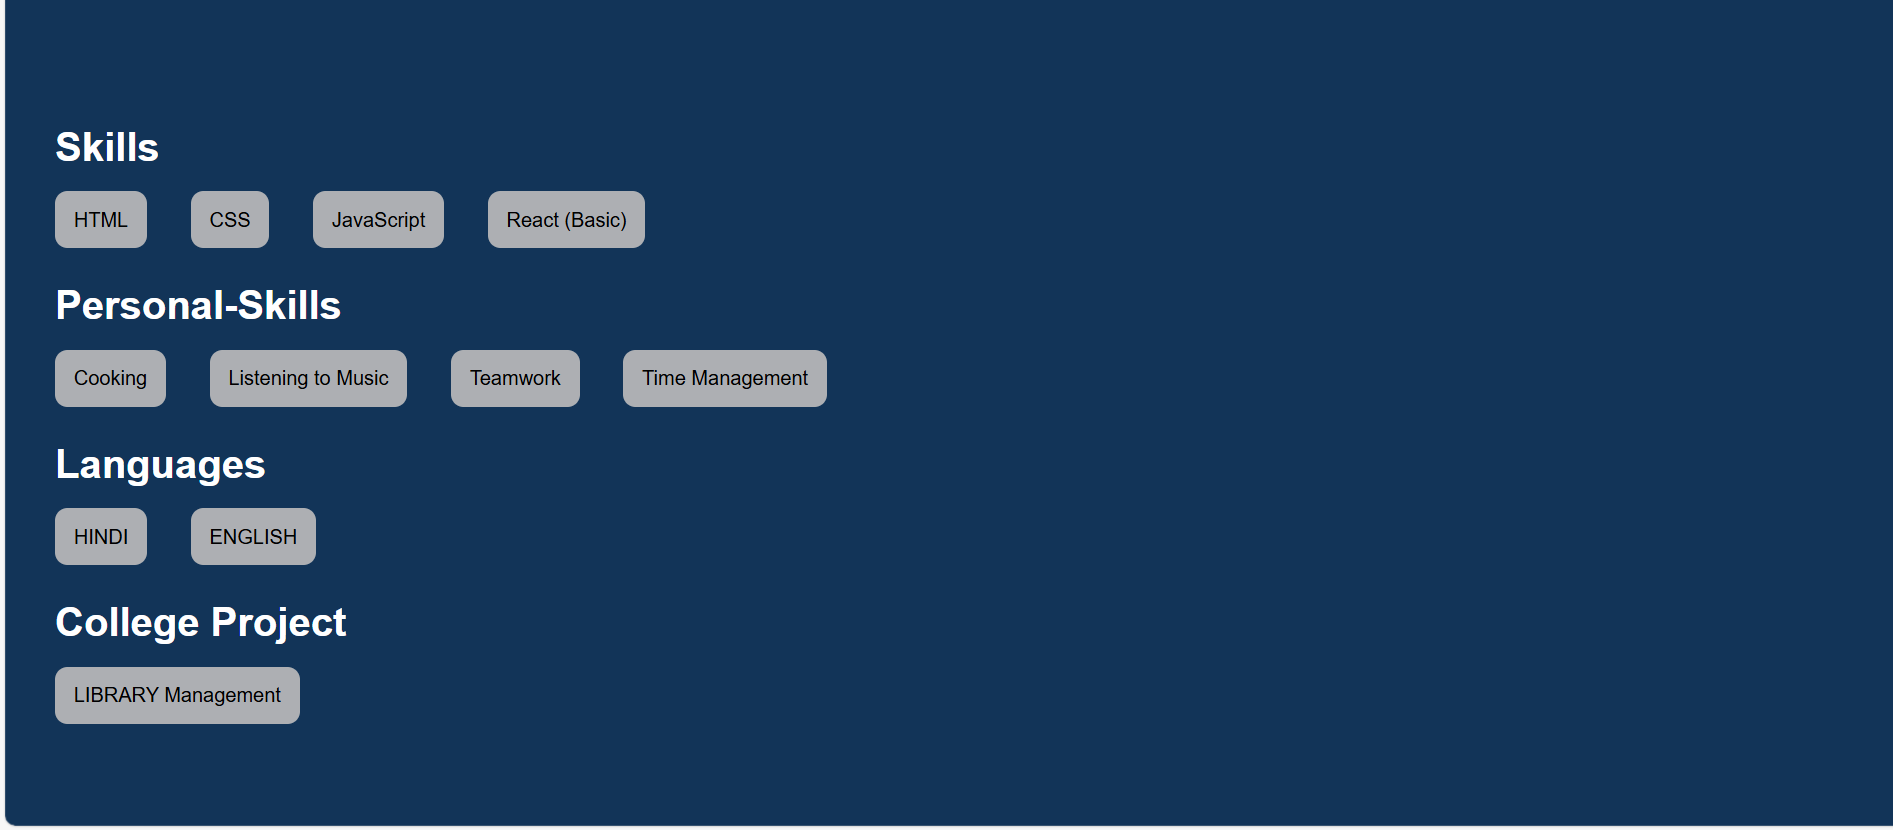 Skills
HTML CSS JavaScript React (Basic)
Personal-Skills
Cooking Listening to Music Teamwork Time Management
Languages
HINDI ENGLISH
College Project
LIBRARY Management